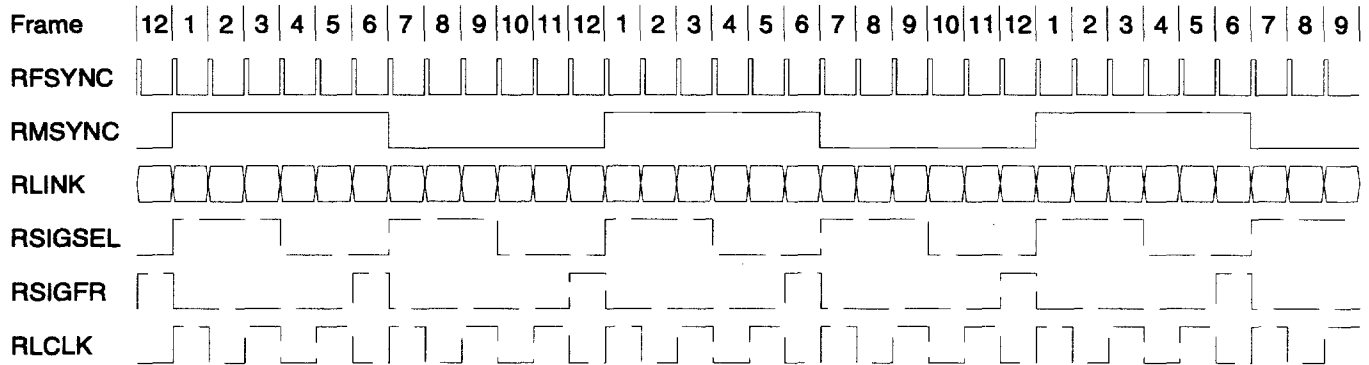 Frame 12 1 2 3 4 5 6 7 8 9 10 11 12 1 2 3 4 5 6 7 8 9 10 11 12 1 2 3 4 5 6 7 8 9
RFSYNC
RMSYNC
RLINK
RSIGSEL
RSIGFR
RLCLK